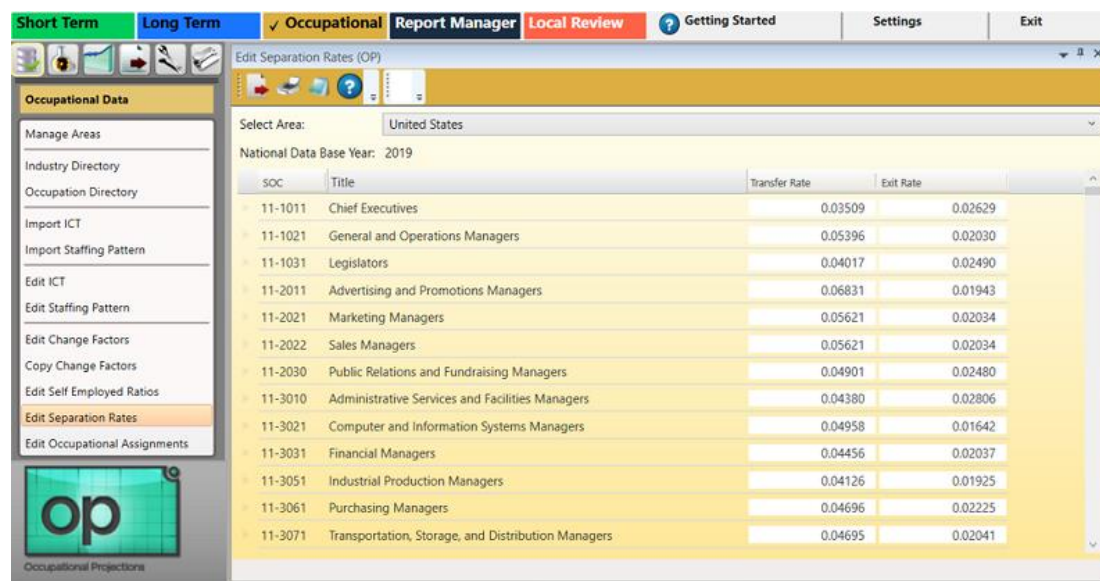 Short Term Long Term ✓ Occupational Report Manager Local Review ? Getting Started Settings Exit
Edit Separation Rates (OP)
?
Occupational Data
Manage Areas
Industry Directory
Occupation Directory
Import ICT
Import Staffing Pattern
Edit ICT
Edit Staffing Pattern
Edit Change Factors
Copy Change Factors
Edit Self Employed Ratios
Edit Separation Rates
Edit Occupational Assignments
op
Occupational Projections
Select Area: United States
National Data Base Year: 2019
SOC Title Transfer Rate Exit Rate
11-1011 Chief Executives 0.03509 0.02629
11-1021 General and Operations Managers 0.05396 0.02030
11-1031 Legislators 0.04017 0.02490
11-2011 Advertising and Promotions Managers 0.06831 0.01943
11-2021 Marketing Managers 0.05621 0.02034
11-2022 Sales Managers 0.05621 0.02034
11-2030 Public Relations and Fundraising Managers 0.04901 0.02480
11-3010 Administrative Services and Facilities Managers 0.04380 0.02806
11-3021 Computer and Information Systems Managers 0.04958 0.01642
11-3031 Financial Managers 0.04456 0.02037
11-3051 Industrial Production Managers 0.04126 0.01925
11-3061 Purchasing Managers 0.04696 0.02225
11-3071 Transportation, Storage, and Distribution Managers 0.04695 0.02041